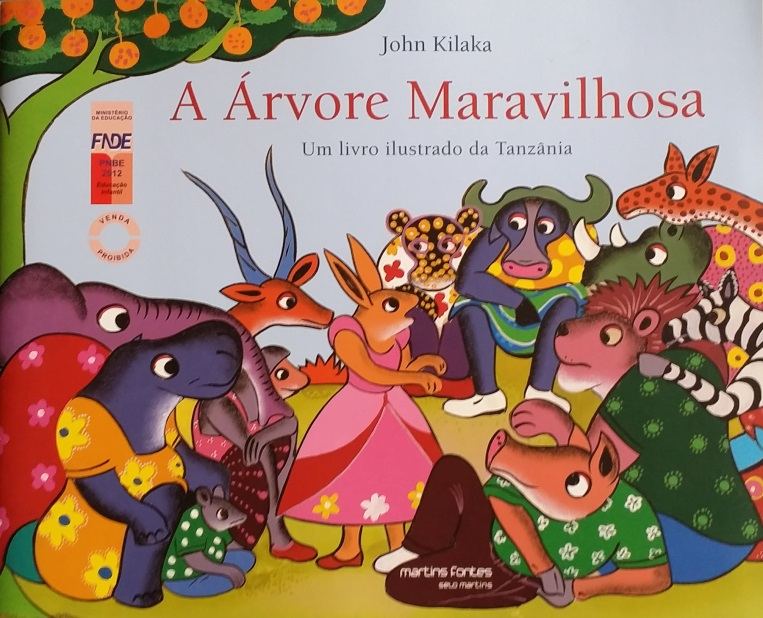 John Kilaka
A Árvore Maravilhosa
Um livro ilustrado da Tanzânia
MINISTÉRIO
DA EDUCAÇÃO
FNDE
PNBE
2012
Educação
Infantil
VENDA
PROIBIDA
martins fontes
selo martins